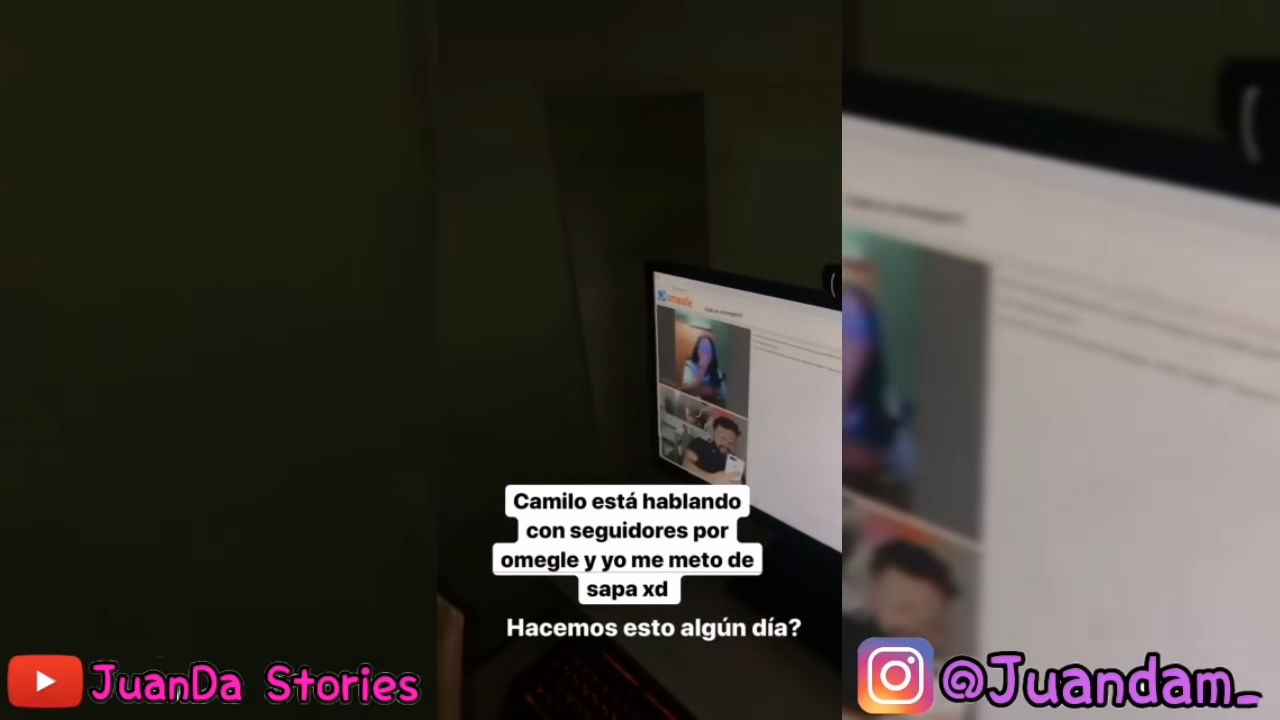 omegle
Camilo está hablando
con seguidores por
omegle y yo me meto de
sapa xd
Hacemos esto algún día?
JuanDa Stories
@Juandam_